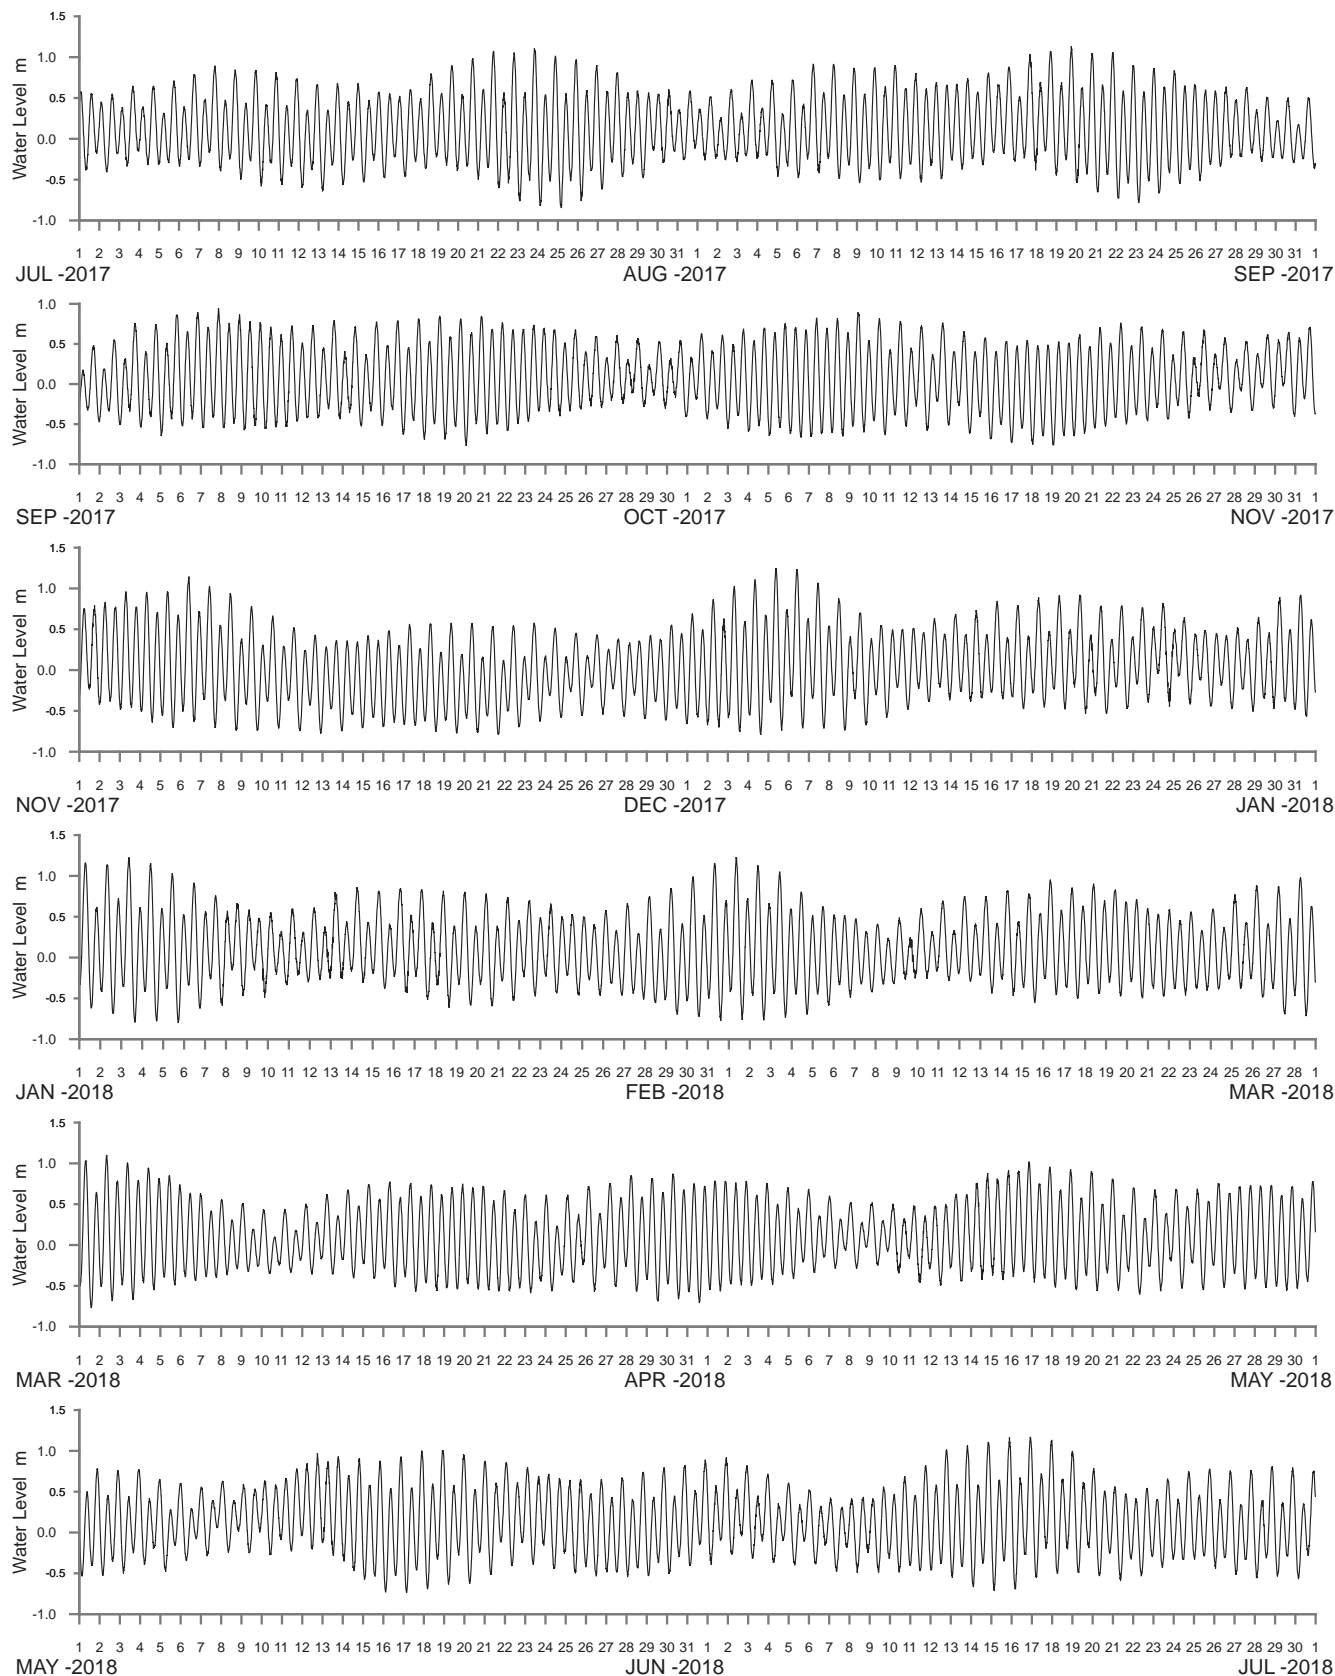 1.5
1.0
0.5
0.0
-0.5
-1.0
Water Level m
1 2 3 4 5 6 7 8 9 10 11 12 13 14 15 16 17 18 19 20 21 22 23 24 25 26 27 28 29 30 31 1 2 3 4 5 6 7 8 9 10 11 12 13 14 15 16 17 18 19 20 21 22 23 24 25 26 27 28 29 30 31 1
JUL -2017 AUG -2017 SEP -2017
1.0
0.5
0.0
-0.5
-1.0
Water Level m
1 2 3 4 5 6 7 8 9 10 11 12 13 14 15 16 17 18 19 20 21 22 23 24 25 26 27 28 29 30 1 2 3 4 5 6 7 8 9 10 11 12 13 14 15 16 17 18 19 20 21 22 23 24 25 26 27 28 29 30 31 1
SEP -2017 OCT -2017 NOV -2017
1.5
1.0
0.5
0.0
-0.5
-1.0
Water Level m
1 2 3 4 5 6 7 8 9 10 11 12 13 14 15 16 17 18 19 20 21 22 23 24 25 26 27 28 29 30 1 2 3 4 5 6 7 8 9 10 11 12 13 14 15 16 17 18 19 20 21 22 23 24 25 26 27 28 29 30 31 1
NOV -2017 DEC -2017 JAN -2018
1.5
1.0
0.5
0.0
-0.5
-1.0
Water Level m
1 2 3 4 5 6 7 8 9 10 11 12 13 14 15 16 17 18 19 20 21 22 23 24 25 26 27 28 29 30 31 1 2 3 4 5 6 7 8 9 10 11 12 13 14 15 16 17 18 19 20 21 22 23 24 25 26 27 28 1
JAN -2018 FEB -2018 MAR -2018
1.5
1.0
0.5
0.0
-0.5
-1.0
Water Level m
1 2 3 4 5 6 7 8 9 10 11 12 13 14 15 16 17 18 19 20 21 22 23 24 25 26 27 28 29 30 31 1 2 3 4 5 6 7 8 9 10 11 12 13 14 15 16 17 18 19 20 21 22 23 24 25 26 27 28 29 30 1
MAR -2018 APR -2018 MAY -2018
1.5
1.0
0.5
0.0
-0.5
-1.0
Water Level m
1 2 3 4 5 6 7 8 9 10 11 12 13 14 15 16 17 18 19 20 21 22 23 24 25 26 27 28 29 30 31 1 2 3 4 5 6 7 8 9 10 11 12 13 14 15 16 17 18 19 20 21 22 23 24 25 26 27 28 29 30 1
MAY -2018 JUN -2018 JUL -2018